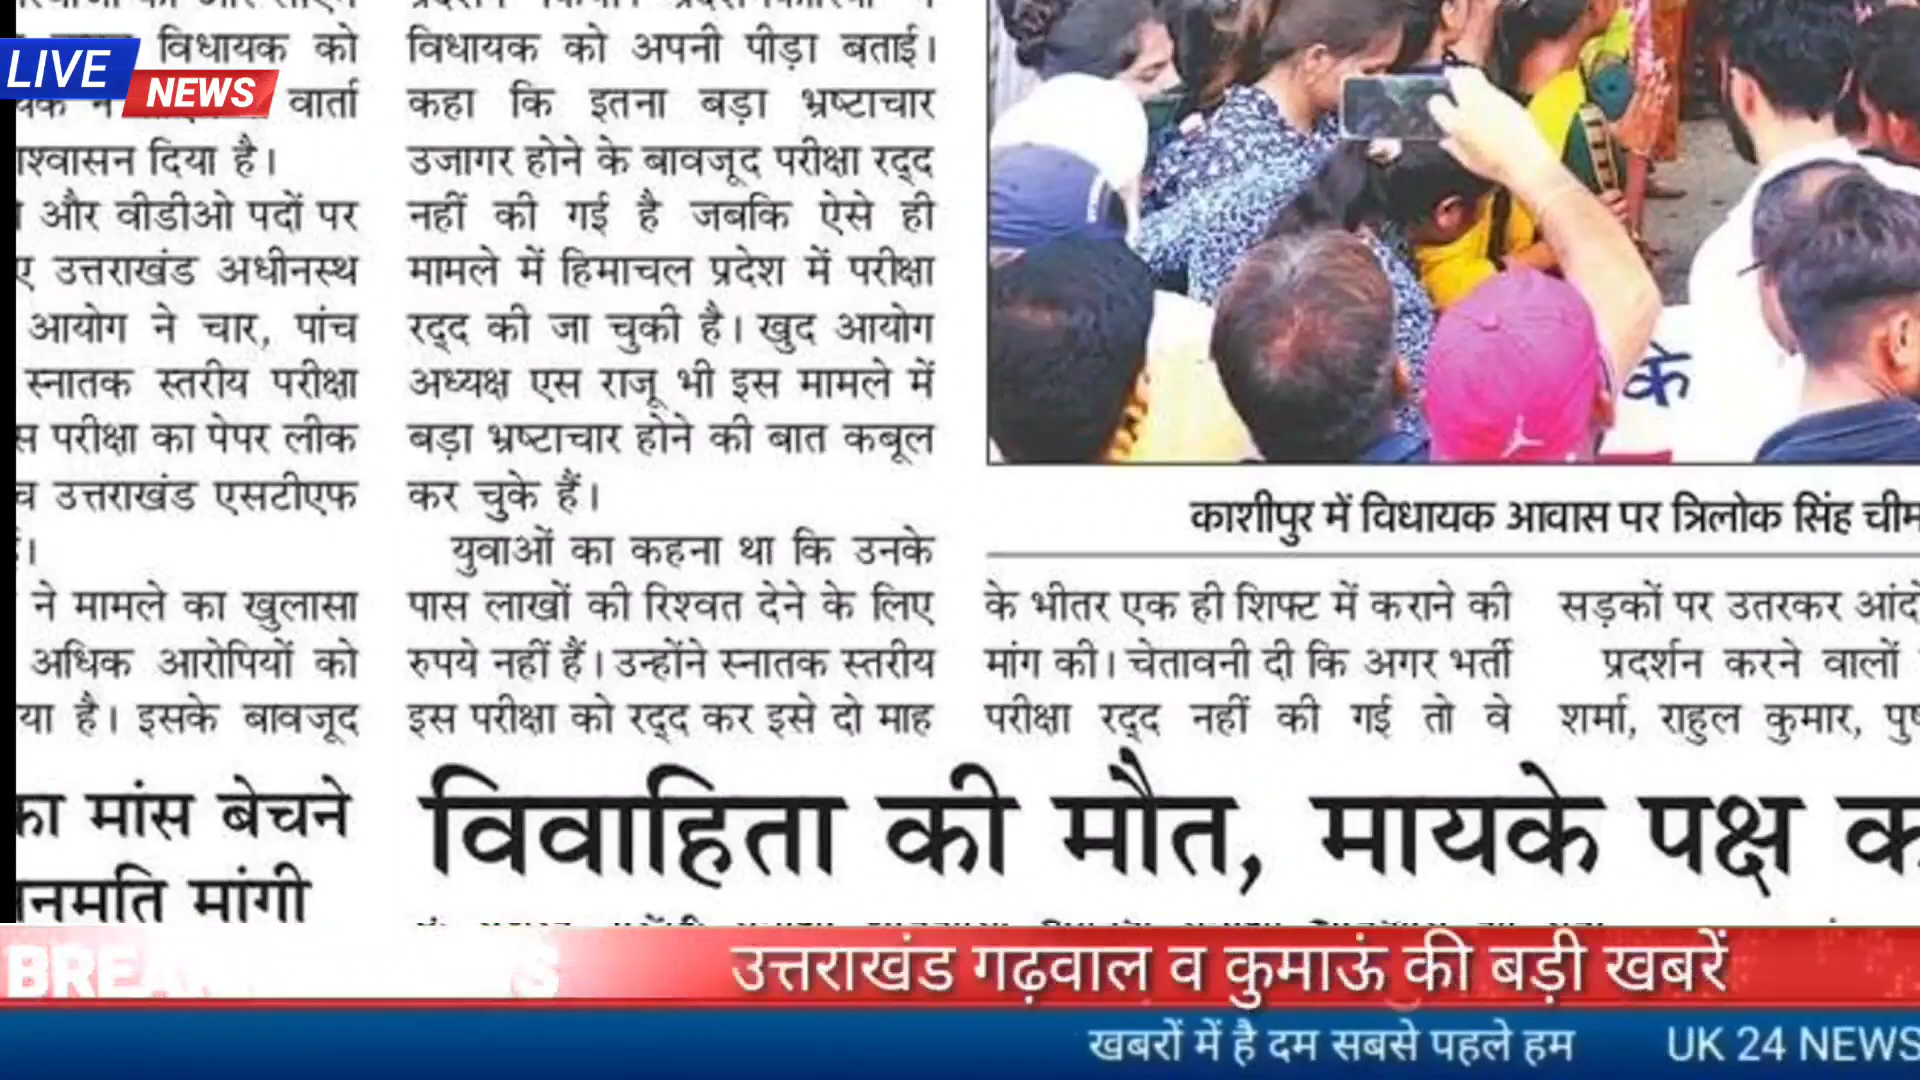 LIVE
NEWS
विधायक को
वार्ता
दिया है।
और वीडीओ पदों पर
उत्तराखंड अधीनस्थ
आयोग ने चार, पांच
स्नातक स्तरीय परीक्षा
परीक्षा का पेपर लीक
उत्तराखंड एसटीएफ
ने मामले का खुलासा
अधिक आरोपियों को
है। इसके बावजूद
विधायक को अपनी पीड़ा बताई।
कहा कि इतना बड़ा भ्रष्टाचार
उजागर होने के बावजूद परीक्षा रद्द
नहीं की गई है जबकि ऐसे ही
मामले में हिमाचल प्रदेश में परीक्षा
रद्द की जा चुकी है। खुद आयोग
अध्यक्ष एस राजू भी इस मामले में
बड़ा भ्रष्टाचार होने की बात कबूल
कर चुके हैं।
युवाओं का कहना था कि उनके
पास लाखों की रिश्वत देने के लिए
रुपये नहीं हैं। उन्होंने स्नातक स्तरीय
इस परीक्षा को रद्द कर इसे दो माह
के
काशीपुर में विधायक आवास पर त्रिलोक सिंह
के भीतर एक ही शिफ्ट में कराने की
मांग की। चेतावनी दी कि अगर भर्ती
परीक्षा रद्द नहीं की गई तो वे
सड़कों पर उतरकर
प्रदर्शन करने वालों
शर्मा, राहुल कुमार,
का मांस बेचने
मांगी
विवाहिता की मौत, मायके पक्ष
उत्तराखंड गढ़वाल व कुमाऊं की बड़ी खबरें
खबरों में है दम सबसे पहले हम UK 24 NEWS